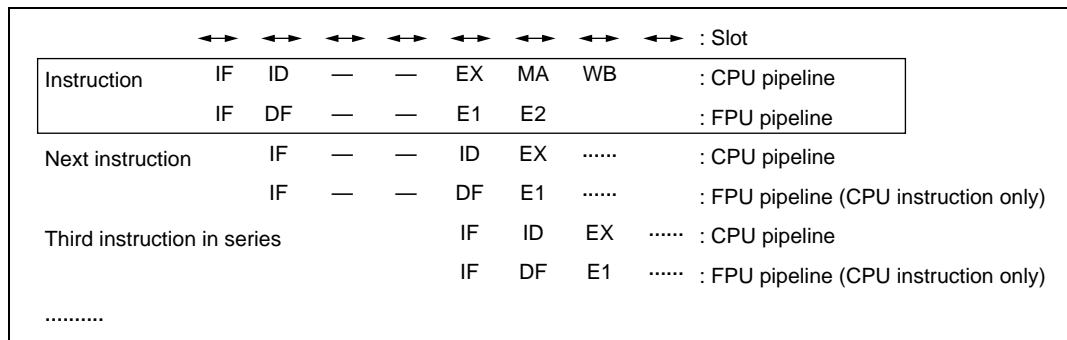 : Slot
Instruction IF ID — — EX MA WB : CPU pipeline
IF DF — — E1 E2 : FPU pipeline
Next instruction IF — — ID EX ...... : CPU pipeline
IF — — DF E1 ...... : FPU pipeline (CPU instruction only)
Third instruction in series IF ID EX ...... : CPU pipeline
IF DF E1 ...... : FPU pipeline (CPU instruction only)
..........